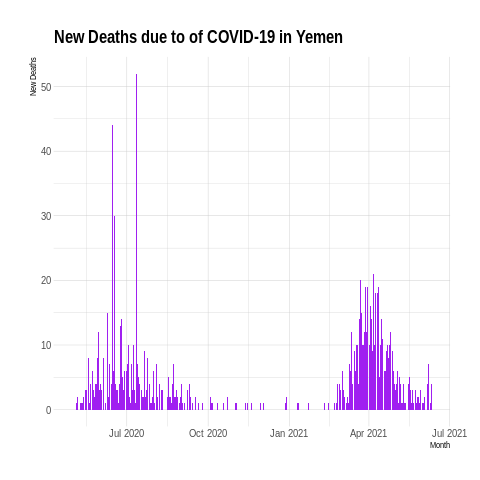 New Deaths due to of COVID-19 in Yemen
New Deaths
50
40
30
20
10
0
Jul 2020 Oct 2020 Jan 2021 Apr 2021 Jul 2021
Month